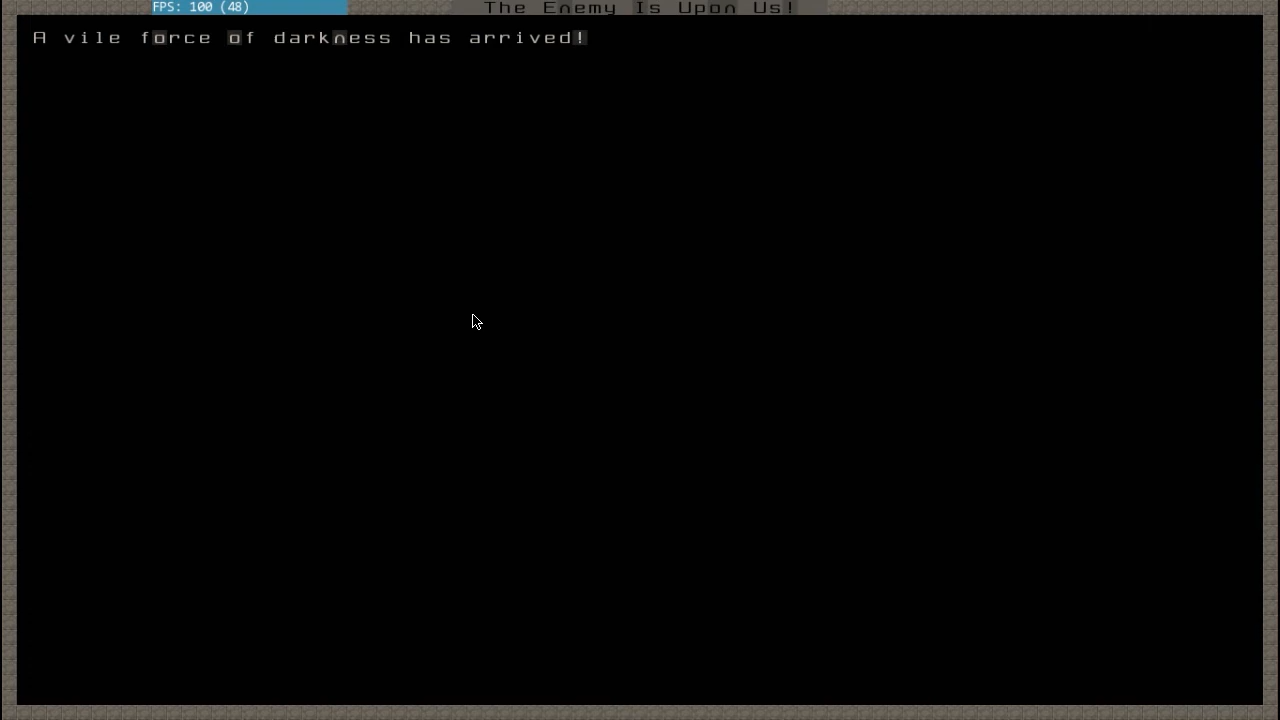 FPS: 100 (48)
The Enemy Is Upon Us!
A vile force of darkness has arrived!